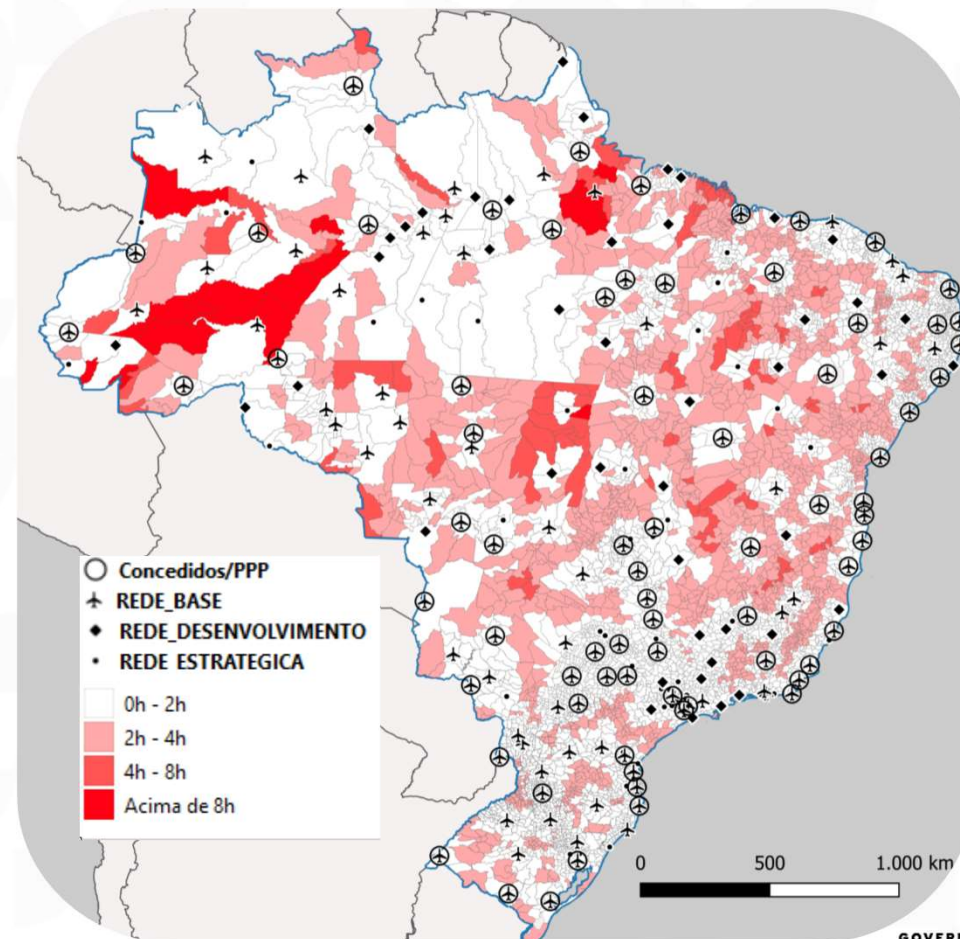 Concedidos/PPP
REDE_BASE
REDE_DESENVOLVIMENTO
REDE ESTRATEGICA
0h - 2h
2h - 4h
4h - 8h
Acima de 8h
0 500 1.000 km